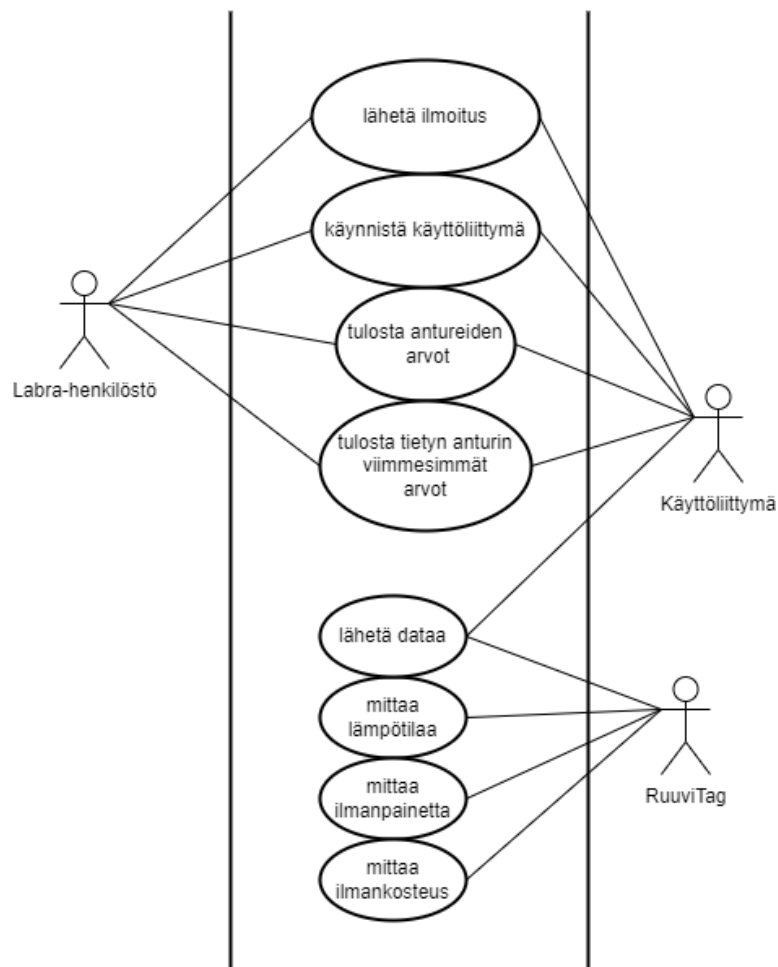 lähetä ilmoitus
käynnistä käyttöliittymä
tulosta antureiden
arvot
Labra-henkilöstö
tulosta tietyn anturin
viimmesimmät
arvot
Käyttöliittymä
lähetä dataa
mittaa
lämpötilaa
mittaa
ilmanpainetta
RuuviTag
mittaa
ilmankosteus